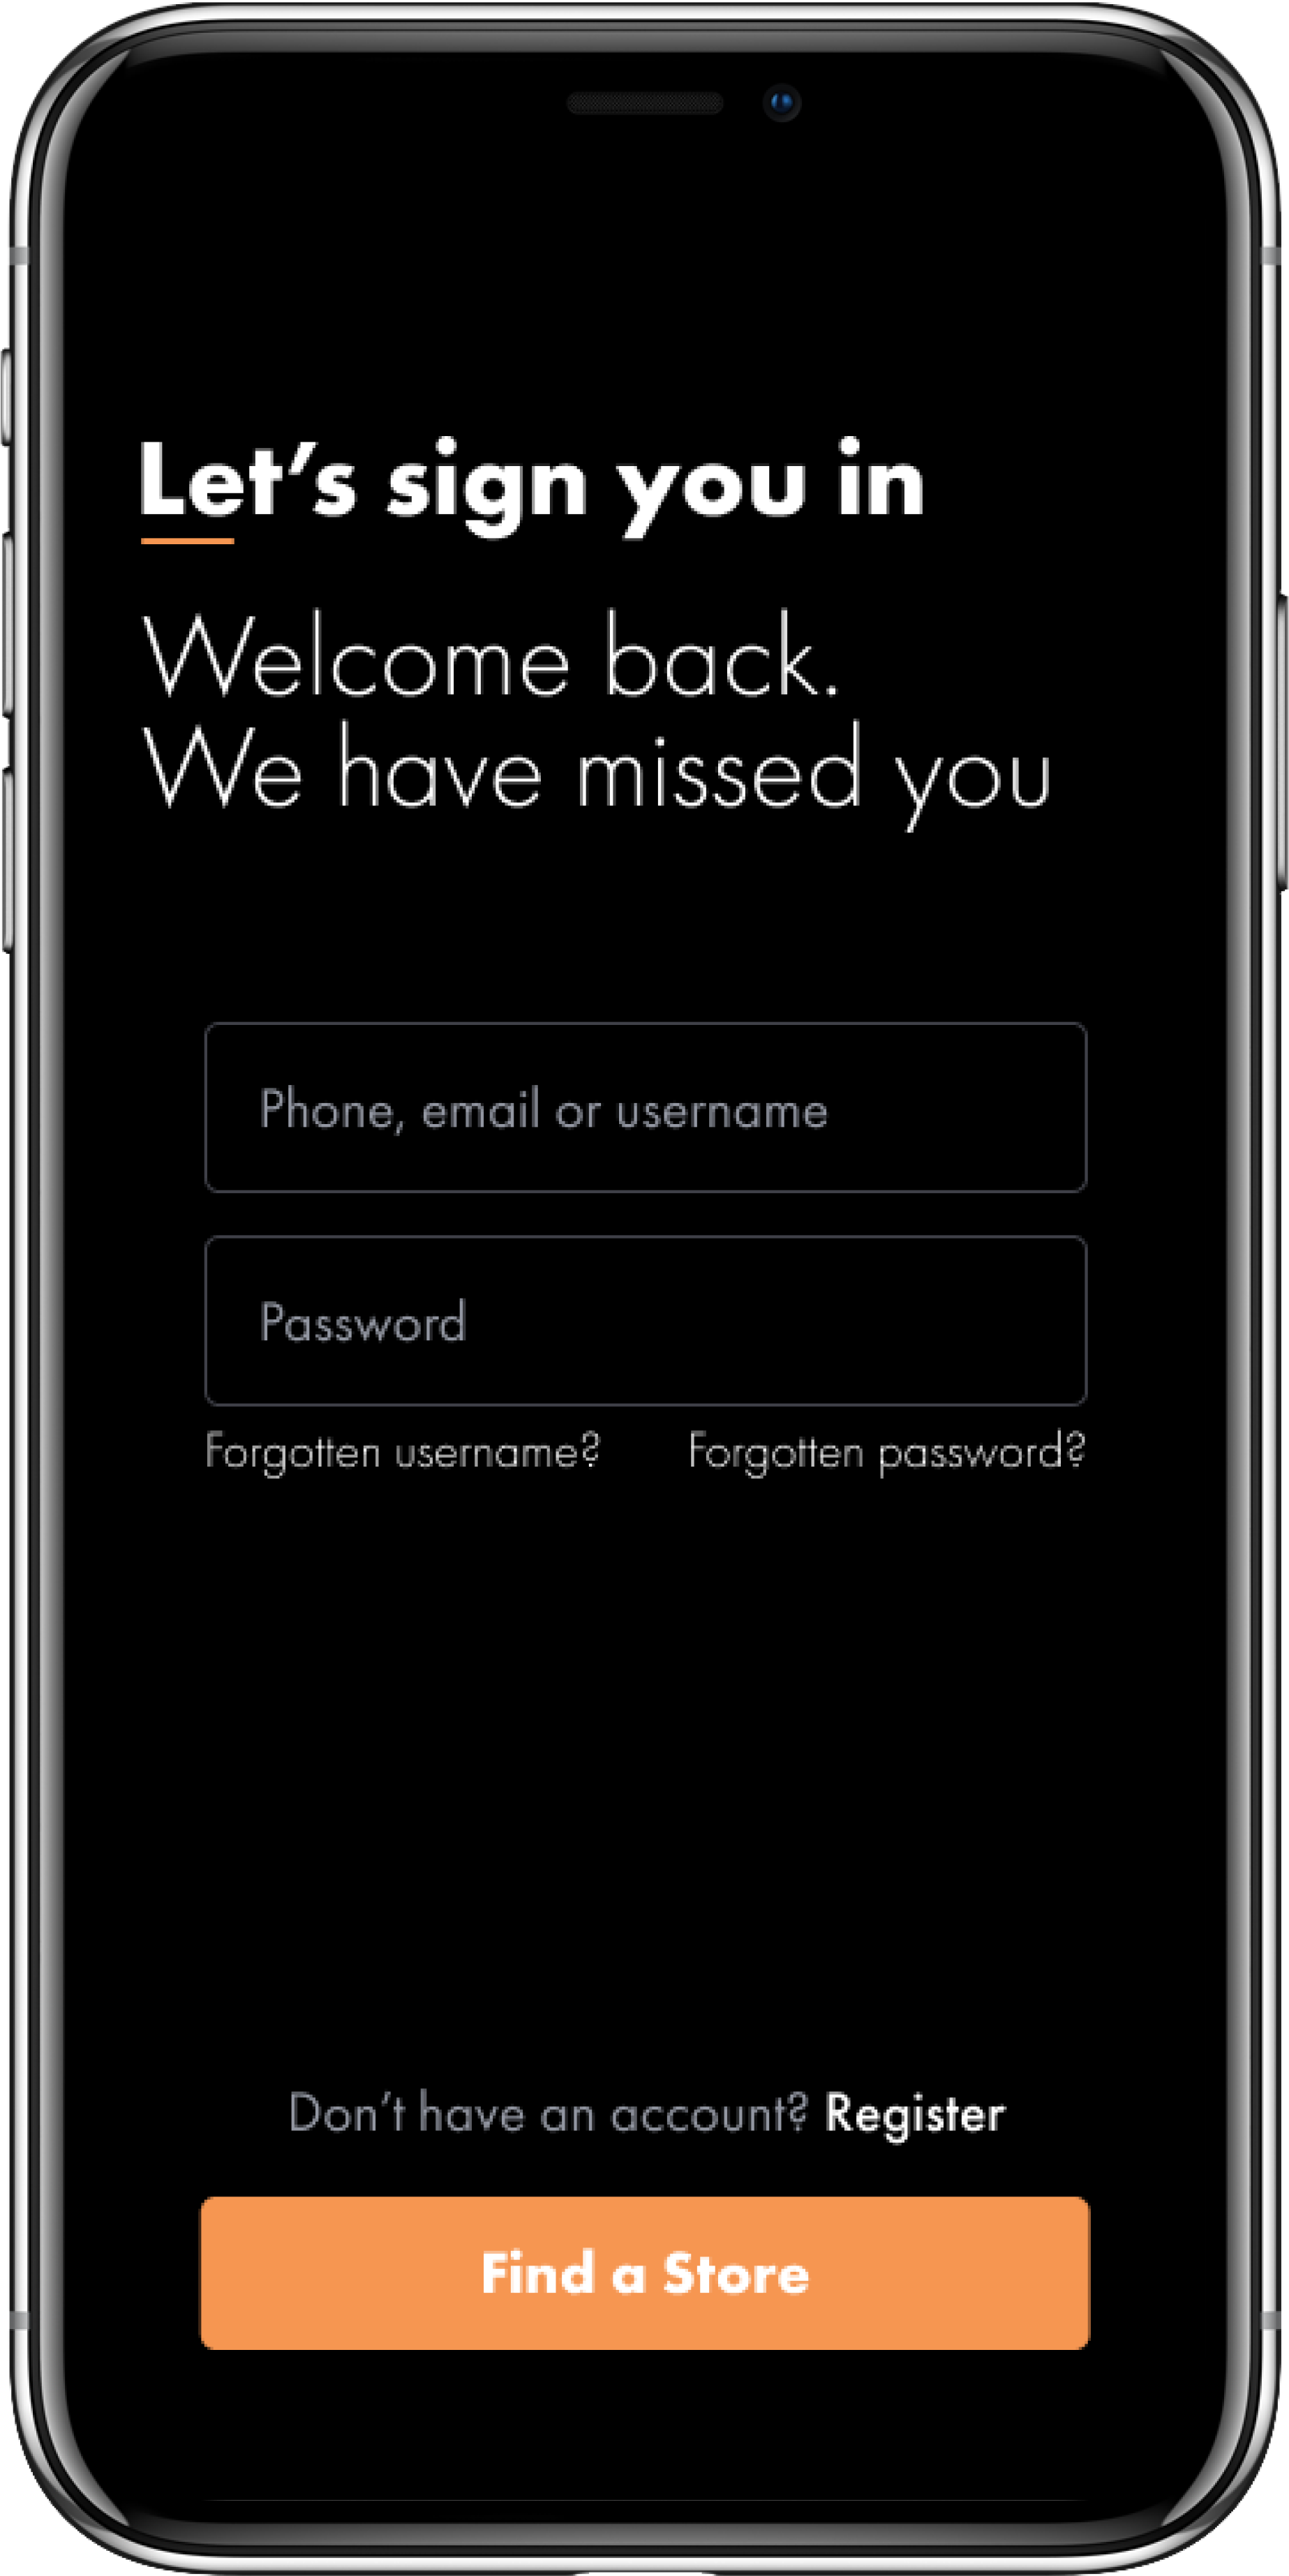 Let’s sign you in
Welcome back.
We have missed you
Phone, email or username
Password
Forgotten username? Forgotten password?
Don’t have an account? Register
Find a Store